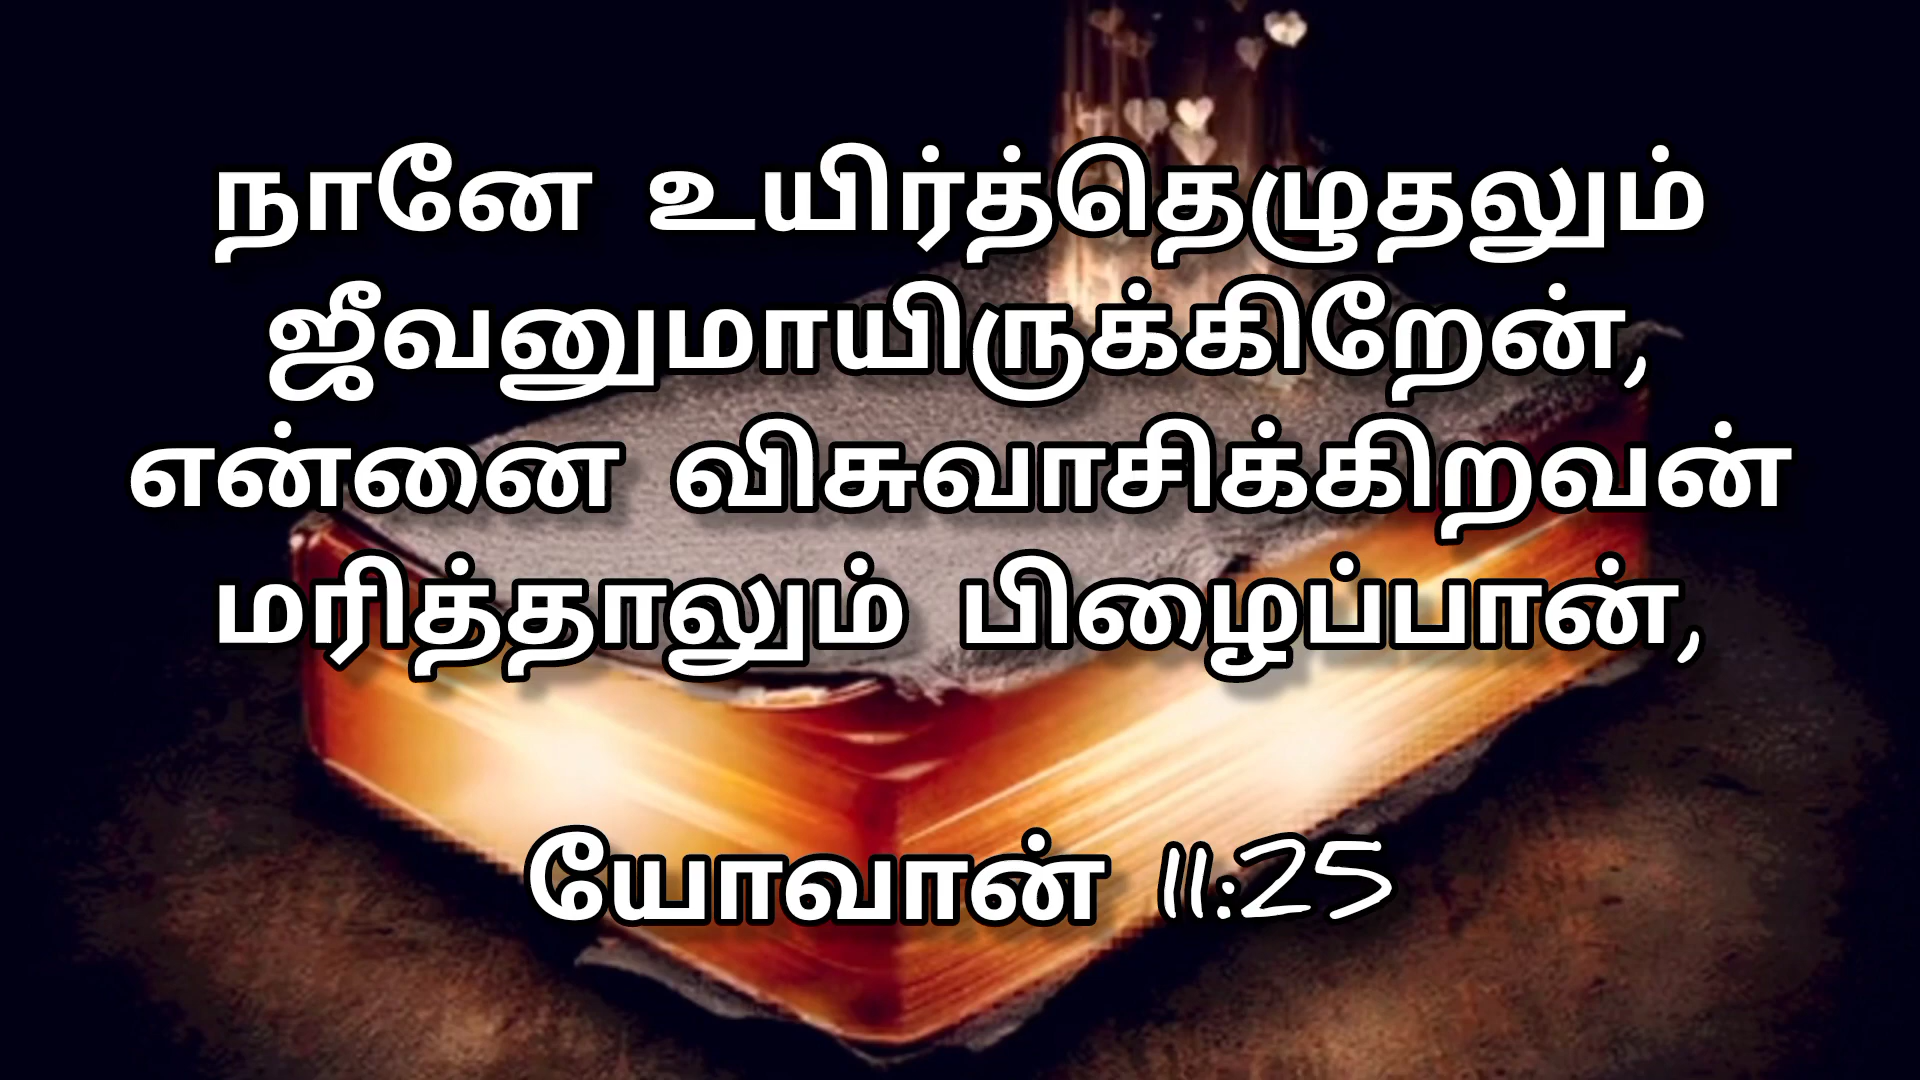 நானே உயிர்த்தெழுதலும்
ஜீவனுமாயிருக்கிறேன்,
என்னை விசுவாசிக்கிறவன்
மரித்தாலும் பிழைப்பான்,
யோவான் 11:25